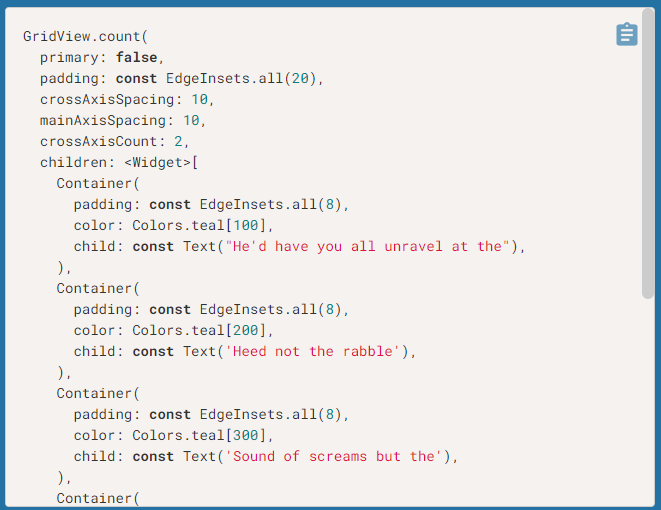 GridView.count(
  primary: false,
  padding: const EdgeInsets.all(20),
  crossAxisSpacing: 10,
  mainAxisSpacing: 10,
  crossAxisCount: 2,
  children: <Widget>[
    Container(
      padding: const EdgeInsets.all(8),
      color: Colors.teal[100],
      child: const Text("He'd have you all unravel at the"),
    ),
    Container(
      padding: const EdgeInsets.all(8),
      color: Colors.teal[200],
      child: const Text('Heed not the rabble'),
    ),
    Container(
      padding: const EdgeInsets.all(8),
      color: Colors.teal[300],
      child: const Text('Sound of screams but the'),
    ),
    Container(